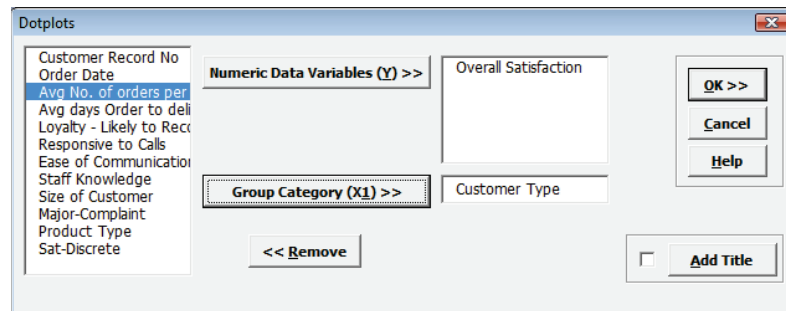 Dotplots
Customer Record No
Order Date
Avg No. of orders per
Avg days Order to deli
Loyalty - Likely to Reco
Responsive to Calls
Ease of Communication
Staff Knowledge
Size of Customer
Major-Complaint
Product Type
Sat-Discrete
Numeric Data Variables (Y) >>
Overall Satisfaction
Group Category (X1) >>
Customer Type
<< Remove
OK >>
Cancel
Help
Add Title